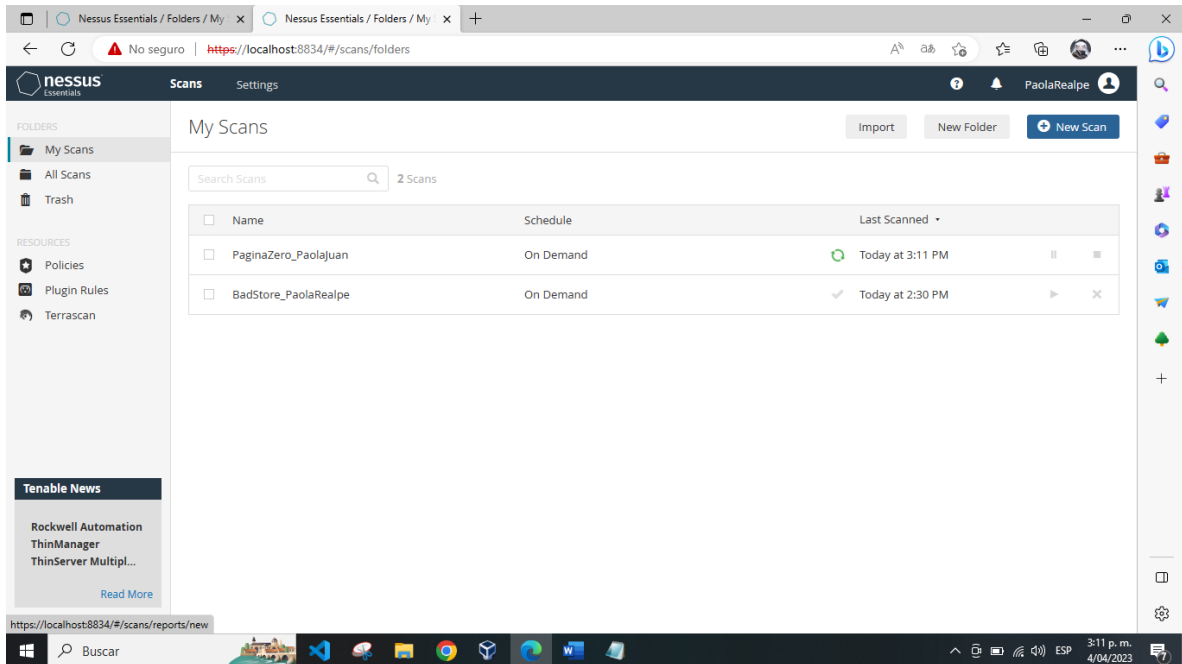 Nessus Essentials / Folders / My
Nessus Essentials / Folders / My
No seguro
https://localhost:8834/#/scans/folders
nessus
Essentials
Scans
Settings
PaolaRealpe
FOLDERS
My Scans
All Scans
Trash
RESOURCES
Policies
Plugin Rules
Terrascan
My Scans
Import
New Folder
New Scan
Search Scans
2 Scans
Name Schedule Last Scanned
PaginaZero_PaolaJuan On Demand Today at 3:11 PM
BadStore_PaolaRealpe On Demand Today at 2:30 PM
Tenable News
Rockwell Automation
ThinManager
ThinServer Multipl...
Read More
https://localhost:8834/#/scans/reports/new
Buscar
ESP
3:11 p. m.
4/04/2023